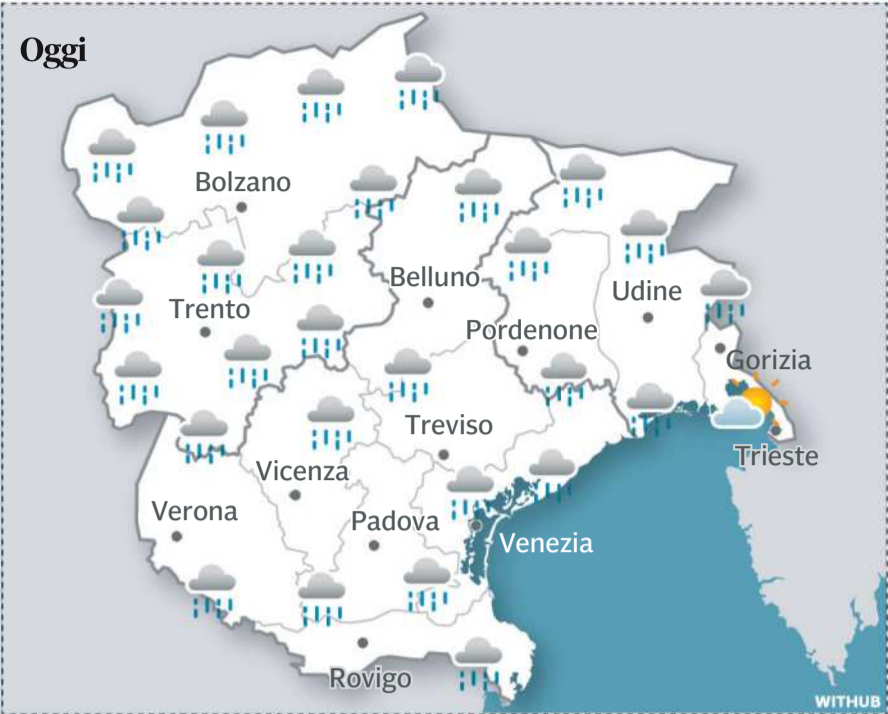 Oggi
Bolzano
Belluno
Udine
Trento
Pordenone
Gorizia
Treviso
Trieste
Vicenza
Verona
Padova
Venezia
Rovigo
WITHUB